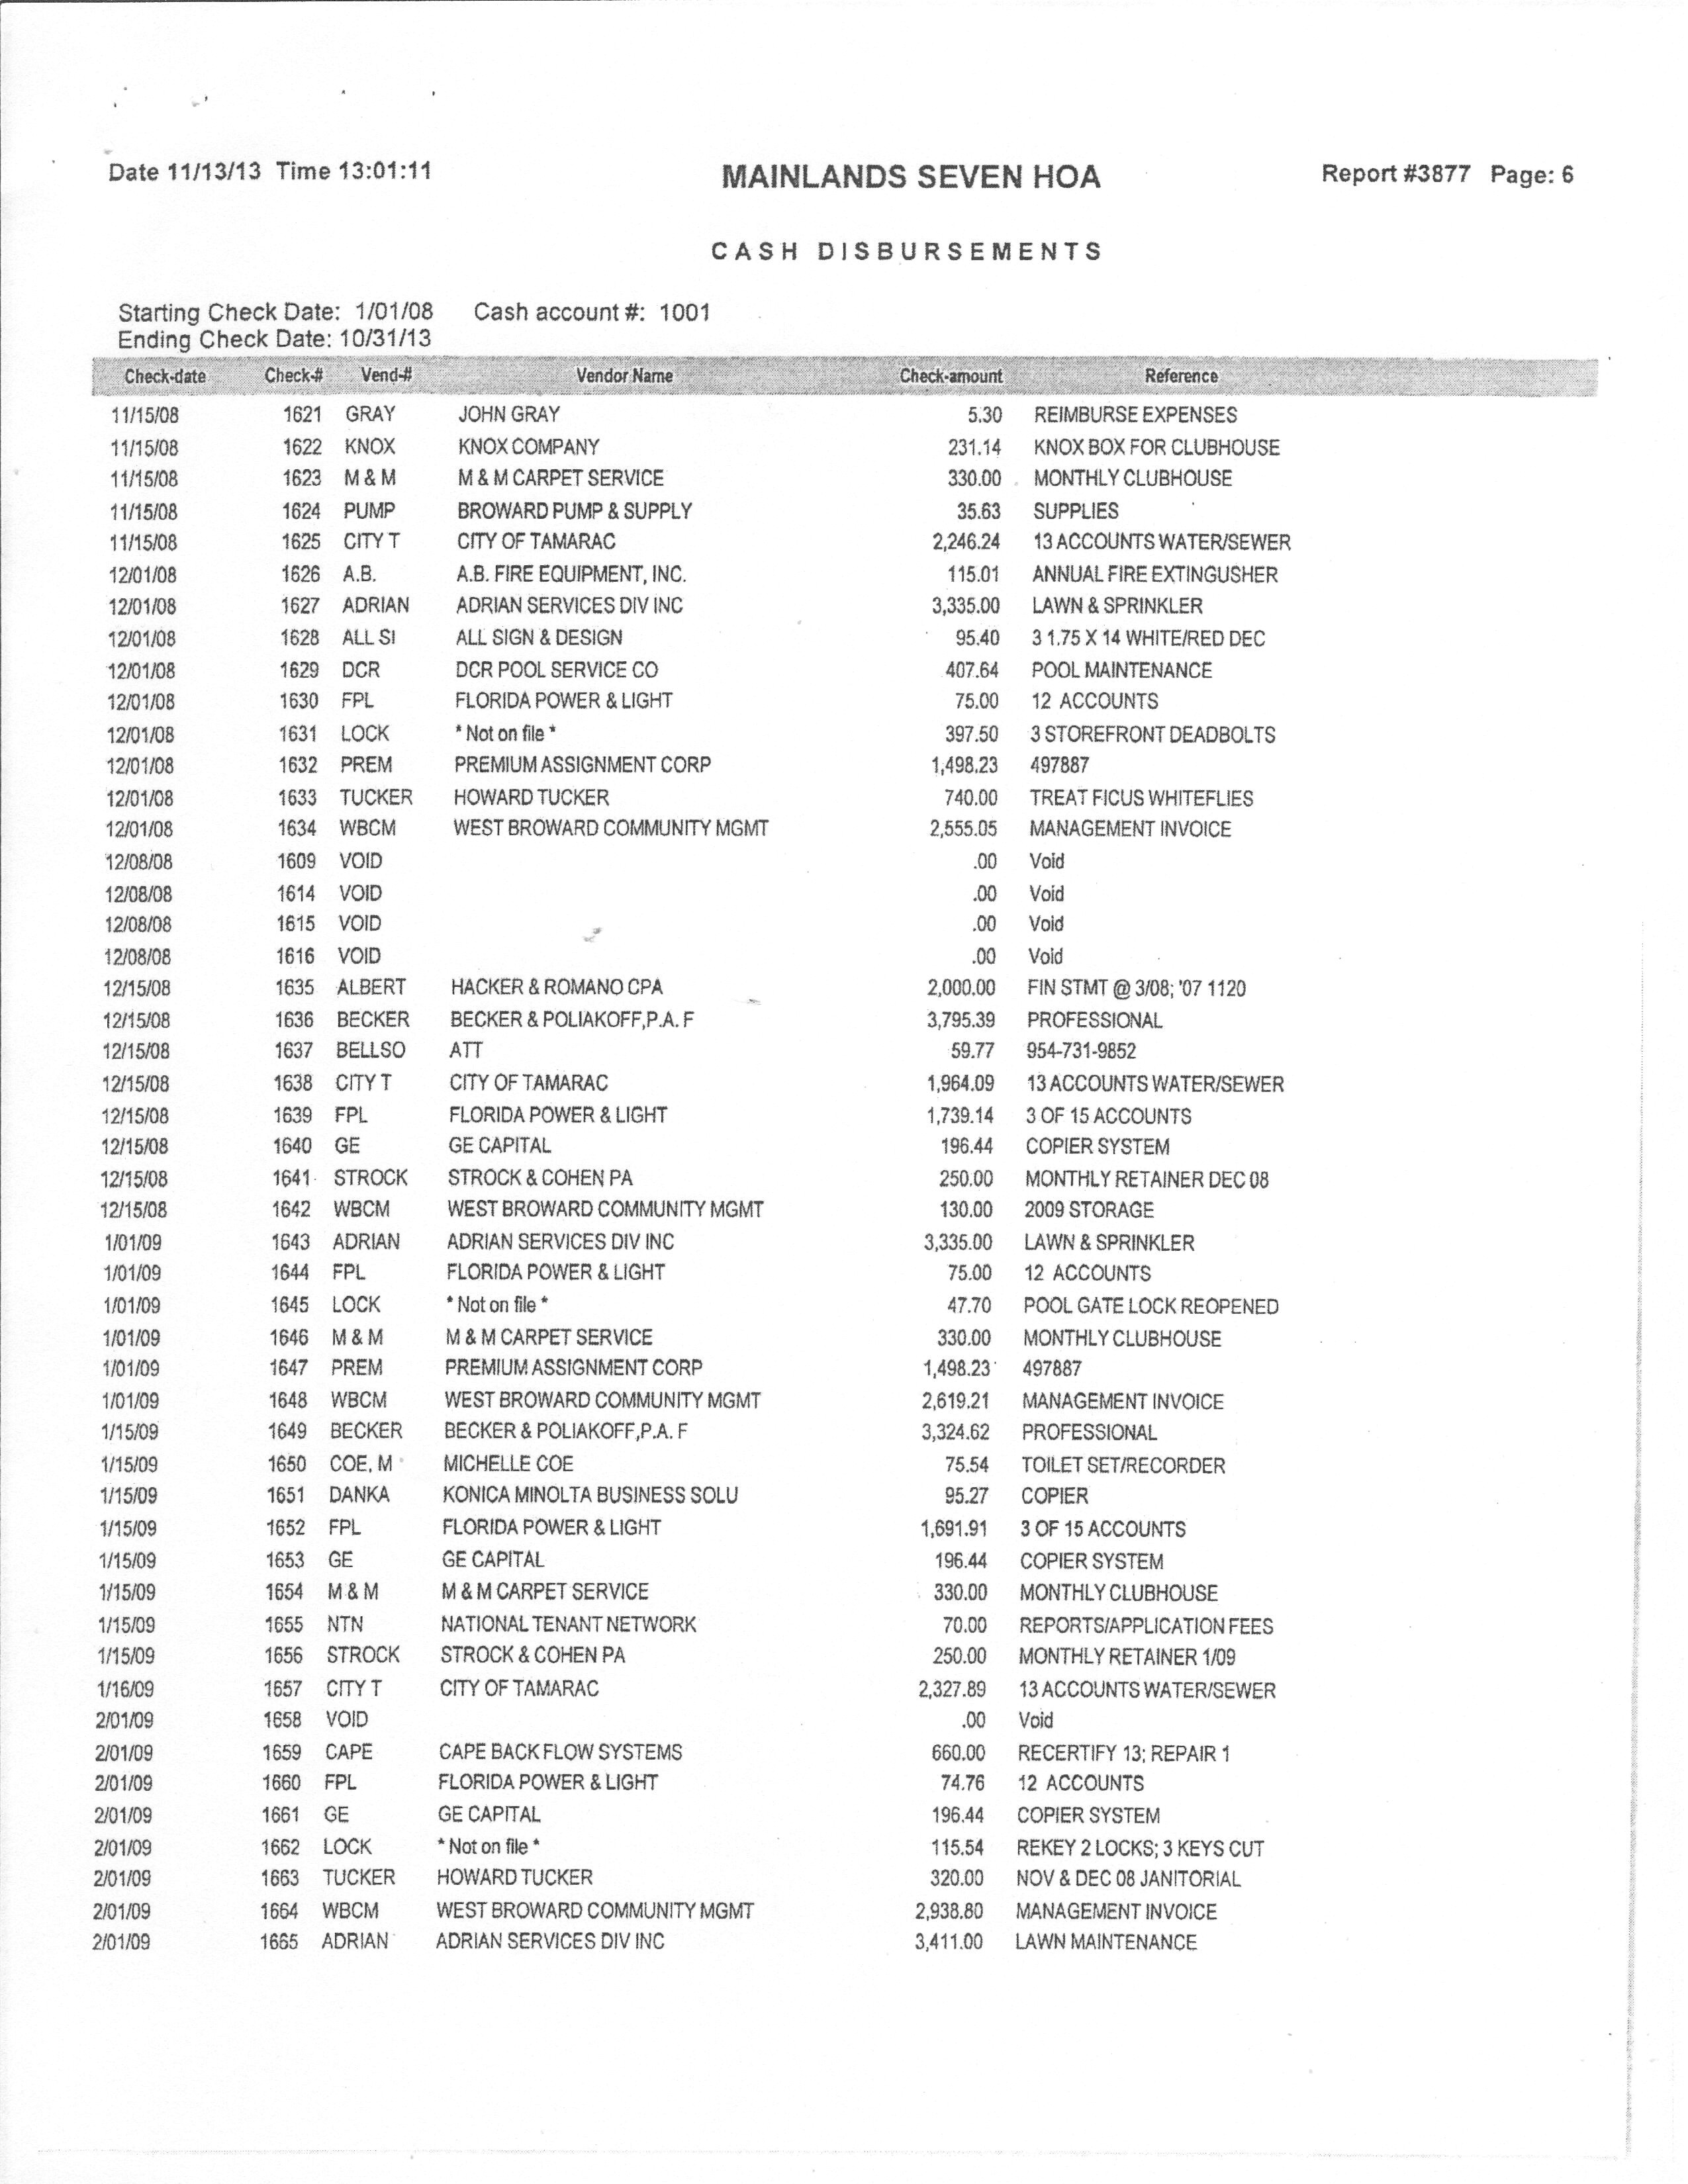 Date 11/13/13 Time 13:01:11 MAINLANDS SEVEN HOA Report #3877 Page: 6
CASH DISBURSEMENTS
Starting Check Date: 1/01/08 Cash account #: 1001
Ending Check Date: 10/31/13
Check-date Check-# Vend-# Vendor Name Check-amount Reference
11/15/08 1621 GRAY JOHN GRAY 5.30 REIMBURSE EXPENSES
11/15/08 1622 KNOX KNOX COMPANY 231.14 KNOX BOX FOR CLUBHOUSE
11/15/08 1623 M & M M & M CARPET SERVICE 330.00 MONTHLY CLUBHOUSE
11/15/08 1624 PUMP BROWARD PUMP & SUPPLY 35.63 SUPPLIES
11/15/08 1625 CITY T CITY OF TAMARAC 2,246.24 13 ACCOUNTS WATER/SEWER
12/01/08 1626 A.B. A.B. FIRE EQUIPMENT, INC. 115.01 ANNUAL FIRE EXTINGUSHER
12/01/08 1627 ADRIAN ADRIAN SERVICES DIV INC 3,335.00 LAWN & SPRINKLER
12/01/08 1628 ALL SI ALL SIGN & DESIGN 95.40 3 1.75 X 14 WHITE/RED DEC
12/01/08 1629 DCR DCR POOL SERVICE CO 407.64 POOL MAINTENANCE
12/01/08 1630 FPL FLORIDA POWER & LIGHT 75.00 12 ACCOUNTS
12/01/08 1631 LOCK * Not on file * 397.50 3 STOREFRONT DEADBOLTS
12/01/08 1632 PREM PREMIUM ASSIGNMENT CORP 1,498.23 497887
12/01/08 1633 TUCKER HOWARD TUCKER 740.00 TREAT FICUS WHITEFLIES
12/01/08 1634 WBCM WEST BROWARD COMMUNITY MGMT 2,555.05 MANAGEMENT INVOICE
12/08/08 1609 VOID .00 Void
12/08/08 1614 VOID .00 Void
12/08/08 1615 VOID .00 Void
12/08/08 1616 VOID .00 Void
12/15/08 1635 ALBERT HACKER & ROMANO CPA 2,000.00 FIN STMT @ 3/08; '07 1120
12/15/08 1636 BECKER BECKER & POLIAKOFF,P.A. F 3,795.39 PROFESSIONAL
12/15/08 1637 BELLSO ATT 59.77 954-731-9852
12/15/08 1638 CITY T CITY OF TAMARAC 1,964.09 13 ACCOUNTS WATER/SEWER
12/15/08 1639 FPL FLORIDA POWER & LIGHT 1,739.14 3 OF 15 ACCOUNTS
12/15/08 1640 GE GE CAPITAL 196.44 COPIER SYSTEM
12/15/08 1641 STROCK STROCK & COHEN PA 250.00 MONTHLY RETAINER DEC 08
12/15/08 1642 WBCM WEST BROWARD COMMUNITY MGMT 130.00 2009 STORAGE
1/01/09 1643 ADRIAN ADRIAN SERVICES DIV INC 3,335.00 LAWN & SPRINKLER
1/01/09 1644 FPL FLORIDA POWER & LIGHT 75.00 12 ACCOUNTS
1/01/09 1645 LOCK * Not on file * 47.70 POOL GATE LOCK REOPENED
1/01/09 1646 M & M M & M CARPET SERVICE 330.00 MONTHLY CLUBHOUSE
1/01/09 1647 PREM PREMIUM ASSIGNMENT CORP 1,498.23 497887
1/01/09 1648 WBCM WEST BROWARD COMMUNITY MGMT 2,619.21 MANAGEMENT INVOICE
1/15/09 1649 BECKER BECKER & POLIAKOFF,P.A. F 3,324.62 PROFESSIONAL
1/15/09 1650 COE, M MICHELLE COE 75.54 TOILET SET/RECORDER
1/15/09 1651 DANKA KONICA MINOLTA BUSINESS SOLU 95.27 COPIER
1/15/09 1652 FPL FLORIDA POWER & LIGHT 1,691.91 3 OF 15 ACCOUNTS
1/15/09 1653 GE GE CAPITAL 196.44 COPIER SYSTEM
1/15/09 1654 M & M M & M CARPET SERVICE 330.00 MONTHLY CLUBHOUSE
1/15/09 1655 NTN NATIONAL TENANT NETWORK 70.00 REPORTS/APPLICATION FEES
1/15/09 1656 STROCK STROCK & COHEN PA 250.00 MONTHLY RETAINER 1/09
1/16/09 1657 CITY T CITY OF TAMARAC 2,327.89 13 ACCOUNTS WATER/SEWER
2/01/09 1658 VOID .00 Void
2/01/09 1659 CAPE CAPE BACK FLOW SYSTEMS 660.00 RECERTIFY 13; REPAIR 1
2/01/09 1660 FPL FLORIDA POWER & LIGHT 74.76 12 ACCOUNTS
2/01/09 1661 GE GE CAPITAL 196.44 COPIER SYSTEM
2/01/09 1662 LOCK * Not on file * 115.54 REKEY 2 LOCKS; 3 KEYS CUT
2/01/09 1663 TUCKER HOWARD TUCKER 320.00 NOV & DEC 08 JANITORIAL
2/01/09 1664 WBCM WEST BROWARD COMMUNITY MGMT 2,938.80 MANAGEMENT INVOICE
2/01/09 1665 ADRIAN ADRIAN SERVICES DIV INC 3,411.00 LAWN MAINTENANCE